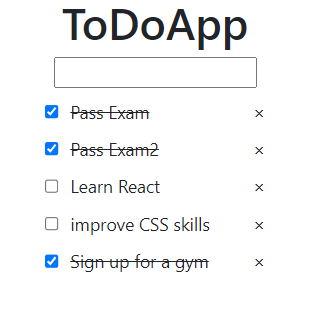 ToDoApp
Pass Exam ×
Pass Exam2 ×
Learn React ×
improve CSS skills ×
Sign up for a gym ×